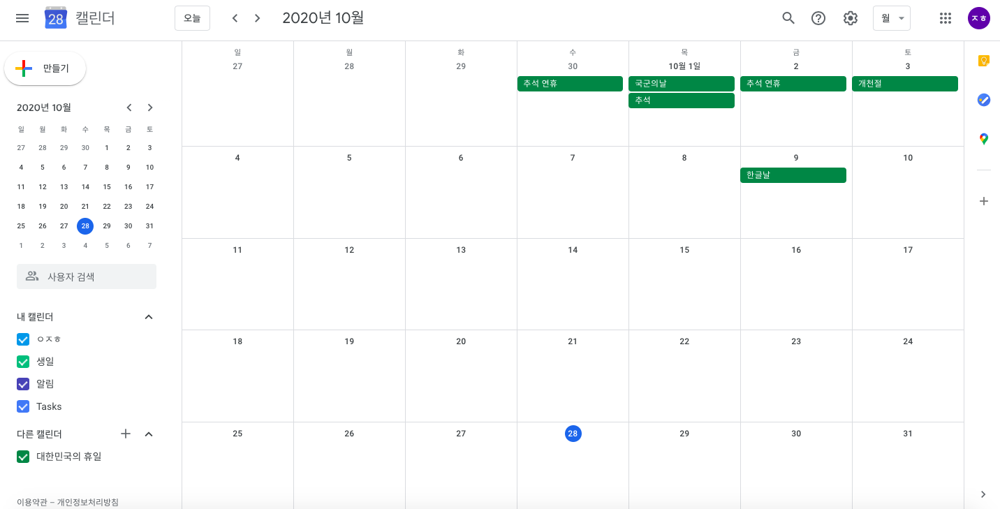 28 캘린더 오늘 2020년 10월 월 ㅈㅎ
만들기
2020년 10월
일 월 화 수 목 금 토
27 28 29 30 1 2 3
4 5 6 7 8 9 10
11 12 13 14 15 16 17
18 19 20 21 22 23 24
25 26 27 28 29 30 31
1 2 3 4 5 6 7
사용자 검색
내 캘린더
ㅇㅈㅎ
생일
알림
Tasks
다른 캘린더
대한민국의 휴일
이용약관 – 개인정보처리방침
일 월 화 수 목 금 토
27 28 29 30 10월 1일 2 3
추석 연휴 국군의날 추석 연휴 개천절
추석
4 5 6 7 8 9 10
한글날
11 12 13 14 15 16 17
18 19 20 21 22 23 24
25 26 27 28 29 30 31